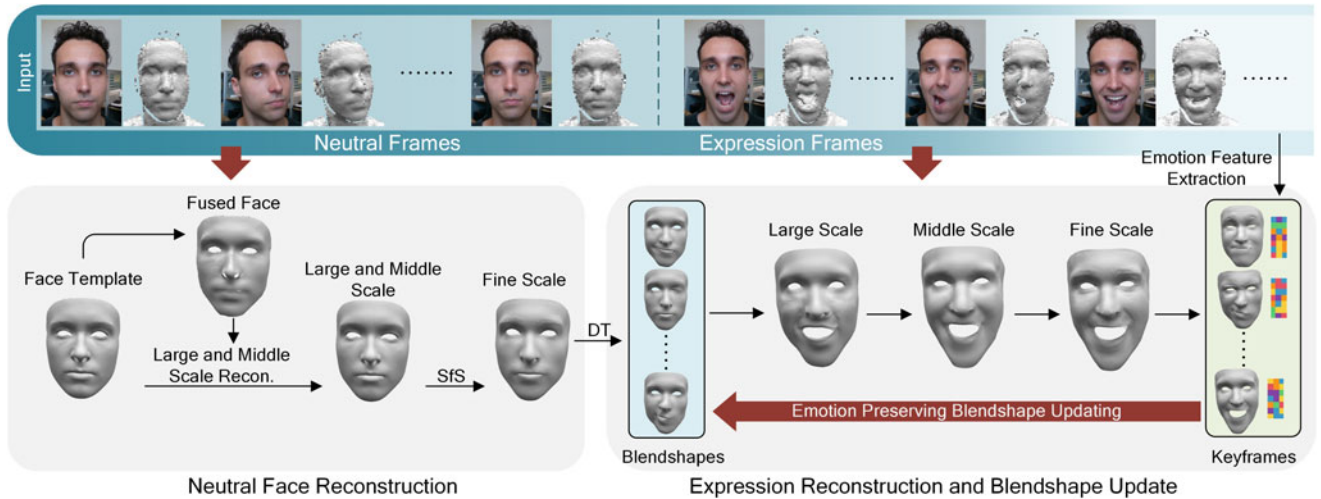 Input
Neutral Frames
Expression Frames
Emotion Feature
Extraction
Fused Face
Face Template
Large and Middle
Scale
Fine Scale
Large and Middle
Scale Recon.
SfS
DT
Large Scale
Middle Scale
Fine Scale
Emotion Preserving Blendshape Updating
Blendshapes
Keyframes
Neutral Face Reconstruction
Expression Reconstruction and Blendshape Update